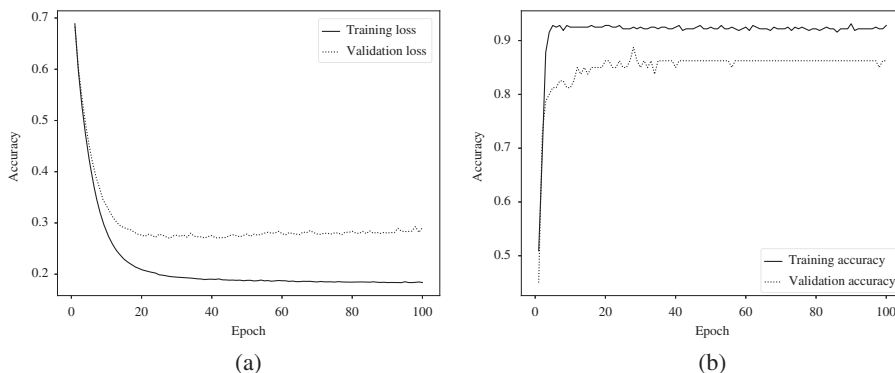 0.7
0.6
0.5
0.4
0.3
0.2
Accuracy
Training loss
Validation loss
0 20 40 60 80 100
Epoch
(a)
0.9
0.8
0.7
0.6
0.5
Accuracy
Training accuracy
Validation accuracy
0 20 40 60 80 100
Epoch
(b)